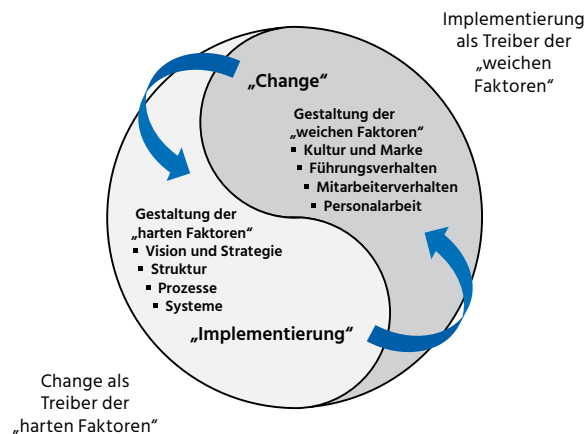 Implementierung
als Treiber der
„weichen
Faktoren"
„Change"
Gestaltung der
„weichen Faktoren"
▪ Kultur und Marke
▪ Führungsverhalten
▪ Mitarbeiterverhalten
▪ Personalarbeit
Gestaltung der
„harten Faktoren"
▪ Vision und Strategie
▪ Struktur
▪ Prozesse
▪ Systeme
„Implementierung"
Change als
Treiber der
„harten Faktoren"